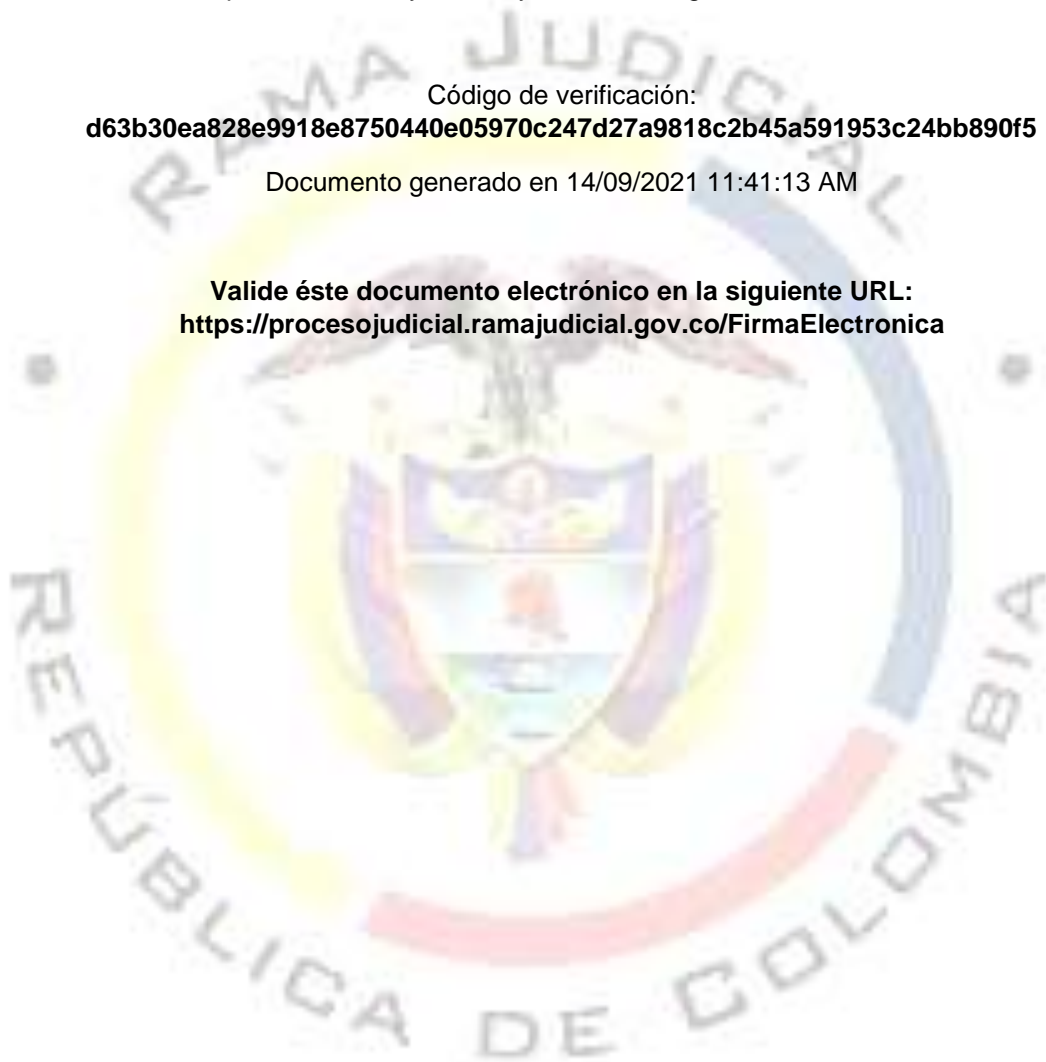 Código de verificación:
d63b30ea828e9918e8750440e05970c247d27a9818c2b45a591953c24bb890f5
Documento generado en 14/09/2021 11:41:13 AM
Valide éste documento electrónico en la siguiente URL:
https://procesojudicial.ramajudicial.gov.co/FirmaElectronica
RAMA JUDICIAL
REPÚBLICA DE COLOMBIA